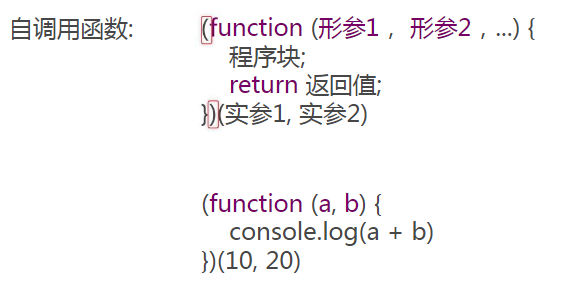 自调用函数: (function (形参1 ， 形参2 , ...) {
程序块;
return 返回值;
})(实参1, 实参2)
(function (a, b) {
console.log(a + b)
})(10, 20)